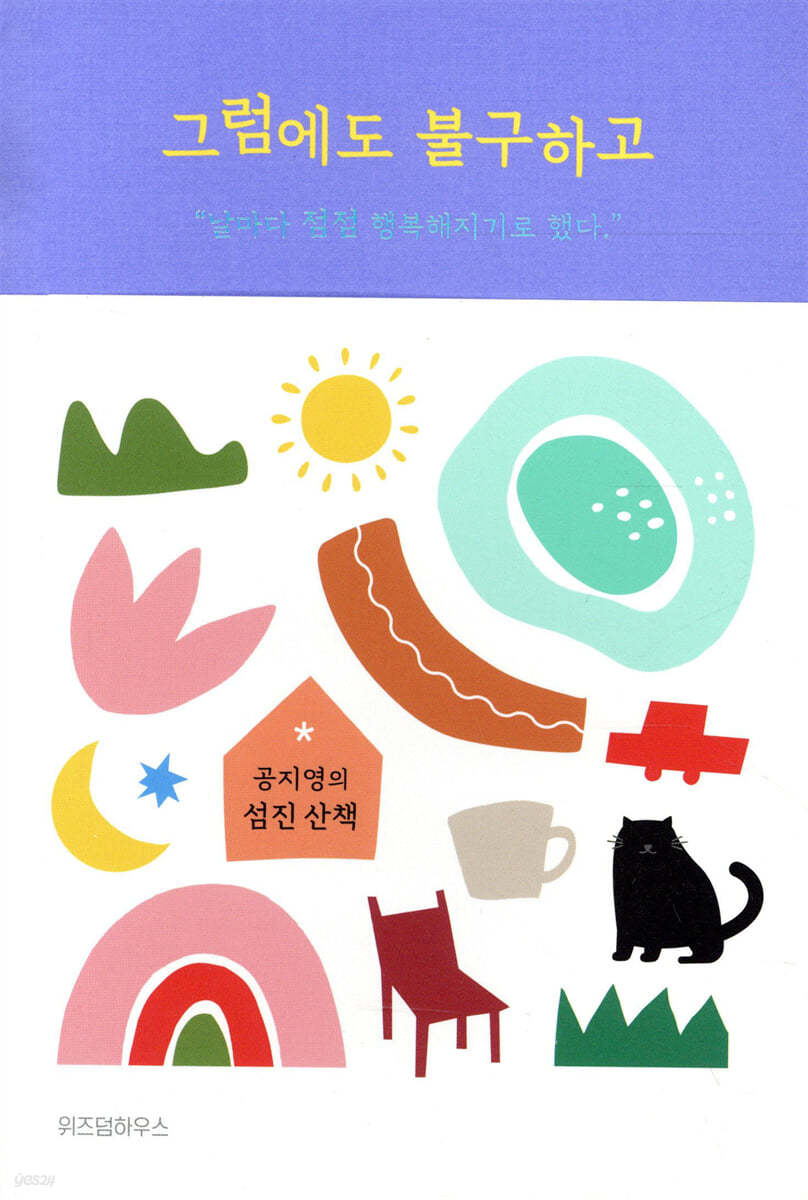 그럼에도 불구하고
“날마다 점점 행복해지기로 했다.”
*
공지영의
섬진 산책
위즈덤하우스
yes24